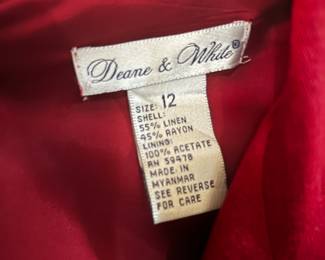 Deane & White®
SIZE: 12
SHELL:
55% LINEN
45% RAYON
LINING:
100% ACETATE
RN 59478
MADE IN
MYANMAR
SEE REVERSE
FOR CARE